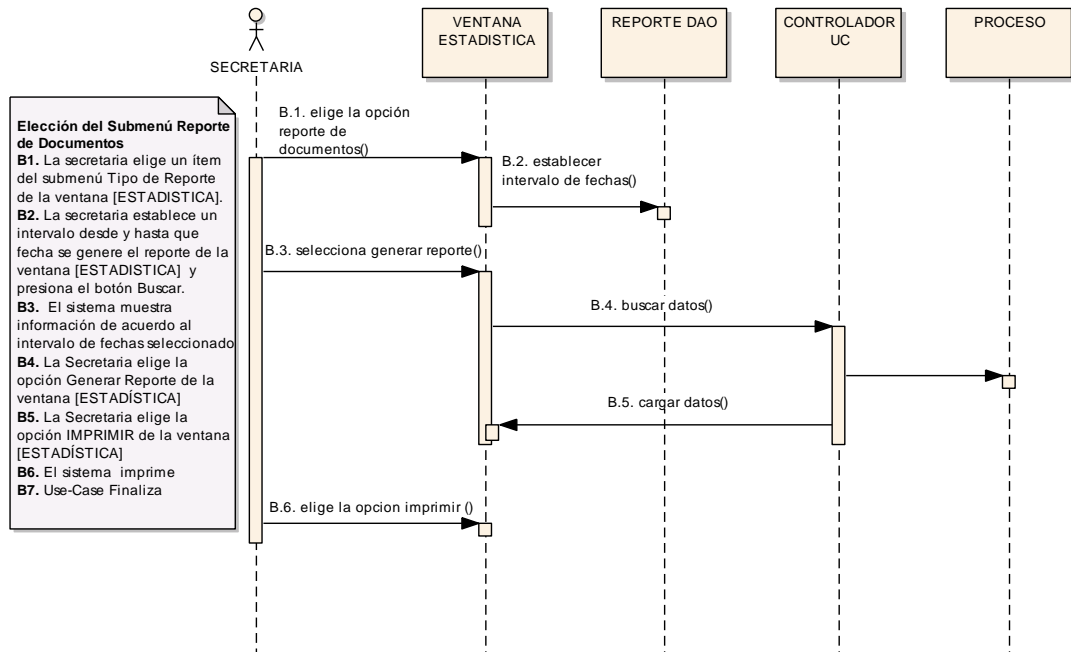 SECRETARIA
VENTANA
ESTADISTICA
REPORTE DAO
CONTROLADOR
UC
PROCESO
Elección del Submenú Reporte
de Documentos
B1. La secretaria elige un ítem
del submenú Tipo de Reporte
de la ventana [ESTADISTICA].
B2. La secretaria establece un
intervalo desde y hasta que
fecha se genere el reporte de la
ventana [ESTADISTICA] y
presiona el botón Buscar.
B3. El sistema muestra
información de acuerdo al
intervalo de fechas seleccionado
B4. La Secretaria elige la
opción Generar Reporte de la
ventana [ESTADÍSTICA]
B5. La Secretaria elige la
opción IMPRIMIR de la ventana
[ESTADÍSTICA]
B6. El sistema imprime
B7. Use-Case Finaliza
B.1. elige la opción
reporte de
documentos()
B.2. establecer
intervalo de fechas()
B.3. selecciona generar reporte()
B.4. buscar datos()
B.5. cargar datos()
B.6. elige la opcion imprimir ()